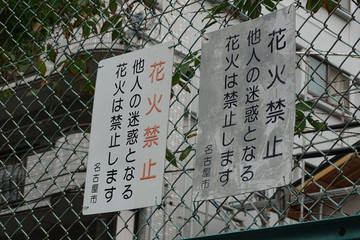 花火禁止
他人の迷惑となる
花火は禁止します
名古屋市
花火禁止
他人の迷惑となる
花火は禁止します
名古屋市